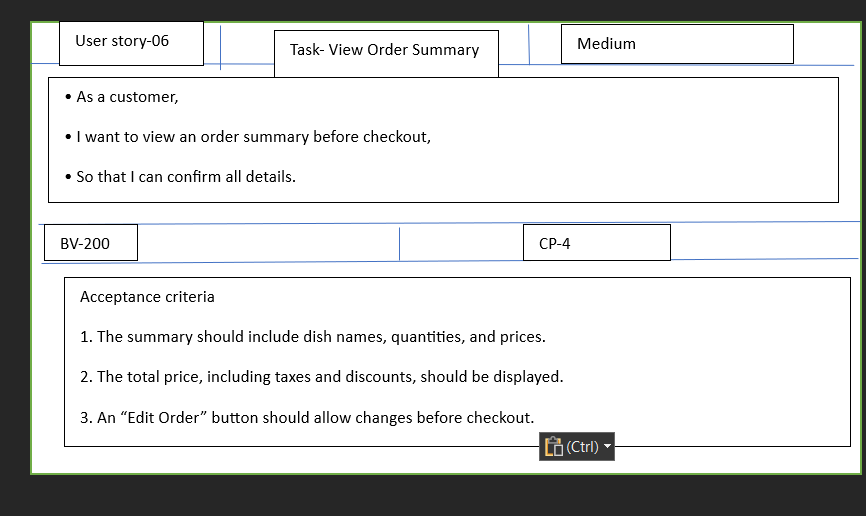 User story-06
Task- View Order Summary
Medium
• As a customer,
• I want to view an order summary before checkout,
• So that I can confirm all details.
BV-200
CP-4
Acceptance criteria
1. The summary should include dish names, quantities, and prices.
2. The total price, including taxes and discounts, should be displayed.
3. An “Edit Order” button should allow changes before checkout.
(Ctrl)